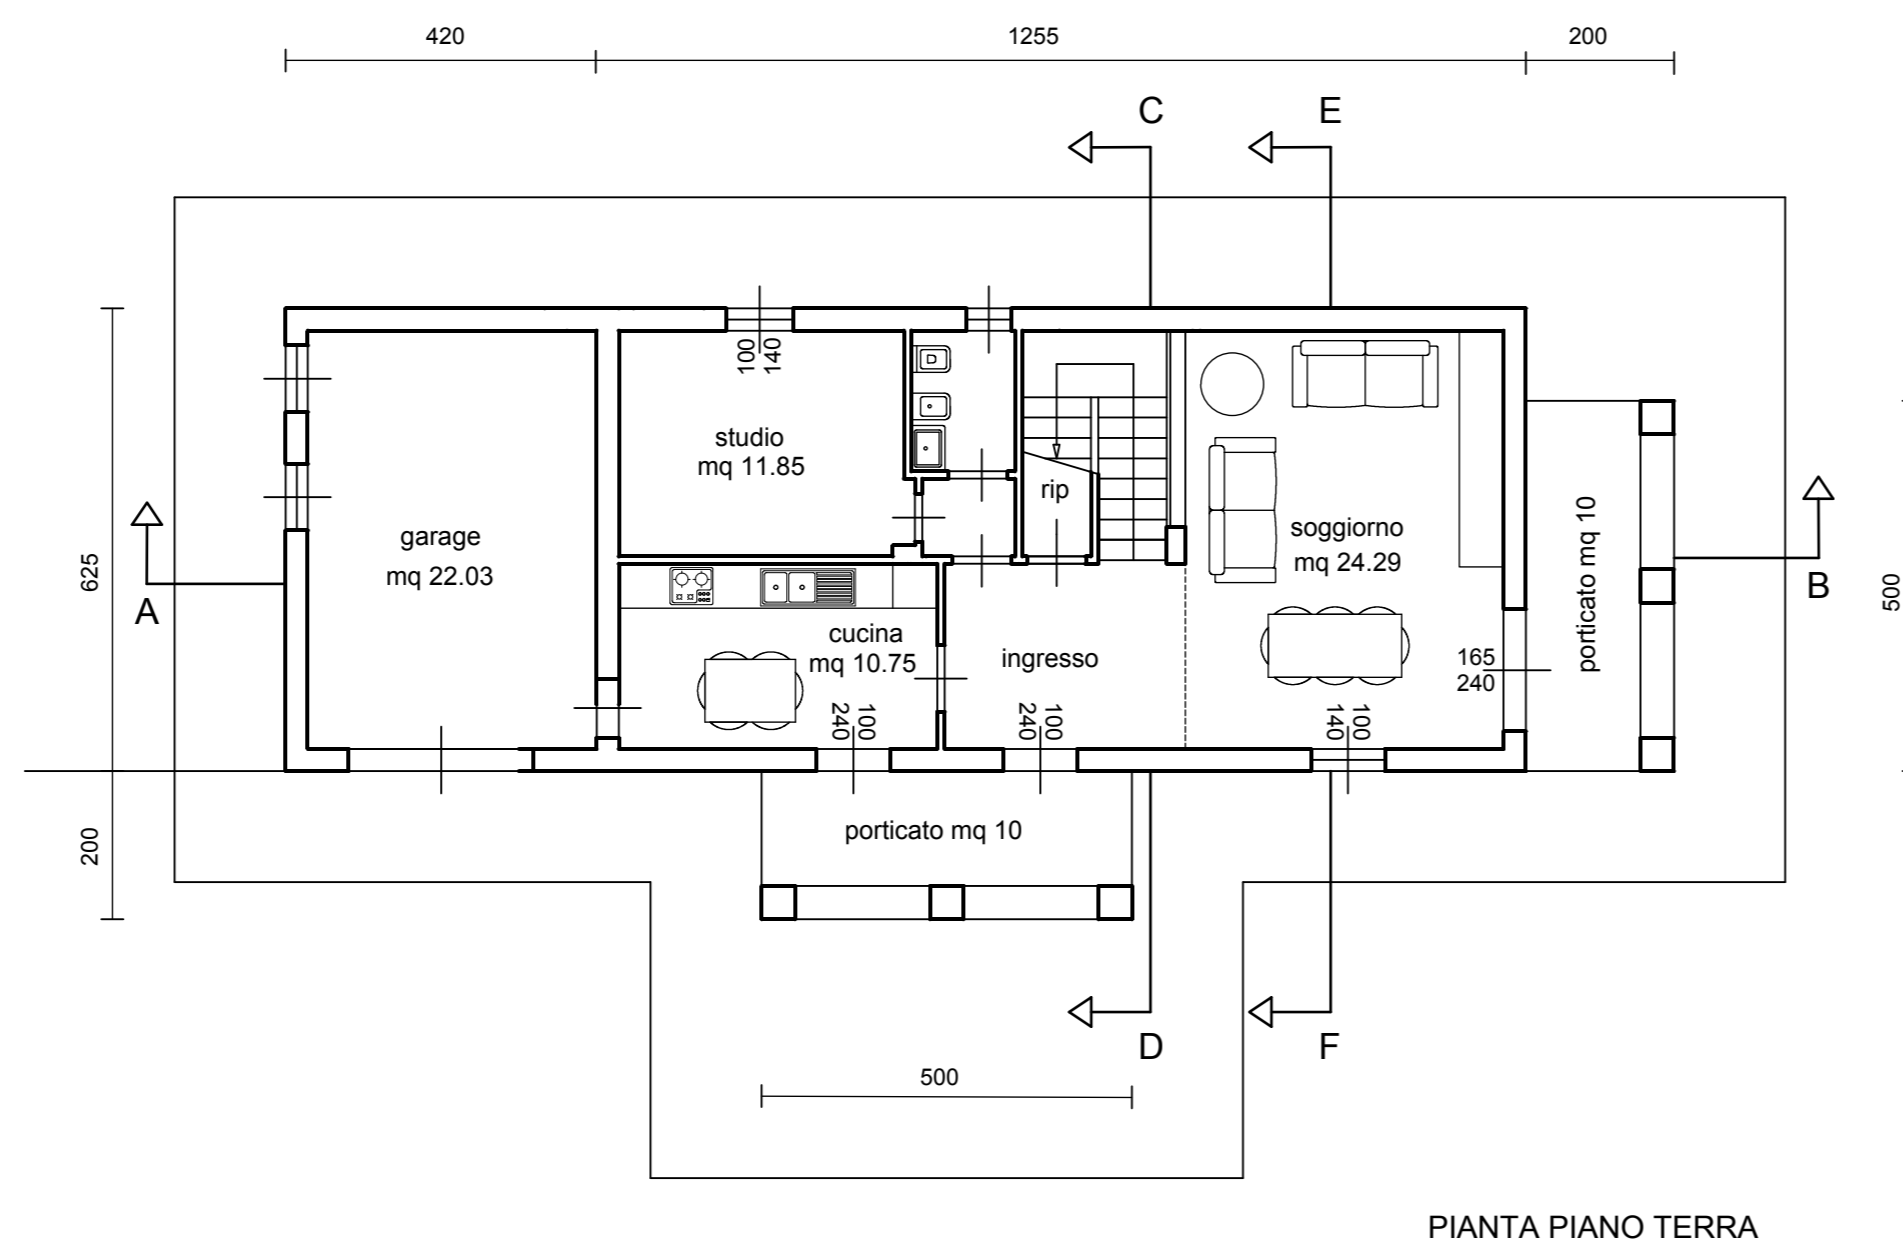 420
1255
200
C
E
100
140
studio
mq 11.85
D
rip
garage
mq 22.03
soggiorno
mq 24.29
porticato mq 10
625
500
A
B
cucina
mq 10.75
ingresso
165
240
100
240
100
240
100
140
200
porticato mq 10
D
F
500
PIANTA PIANO TERRA